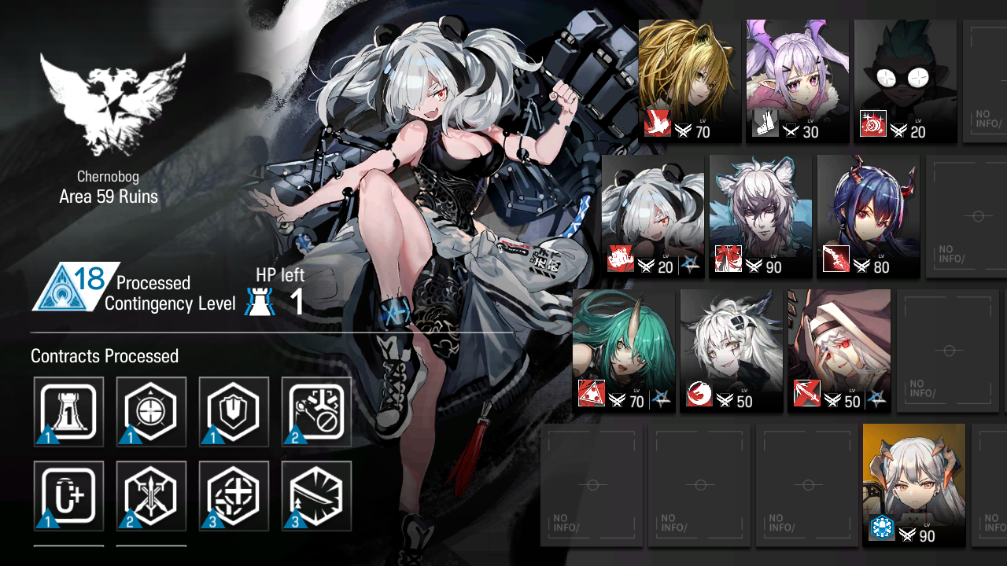 Chernobog
Area 59 Ruins
18
Processed
Contingency Level
HP left
1
Contracts Processed
1
1
1
1
2
1
2
3
3
LV
70
LV
30
LV
20
NO
INFO/
LV
20
LV
90
LV
80
NO
INFO/
LV
70
LV
50
LV
50
NO
INFO/
NO
INFO/
NO
INFO/
NO
INFO/
LV
90
NO
INFO/